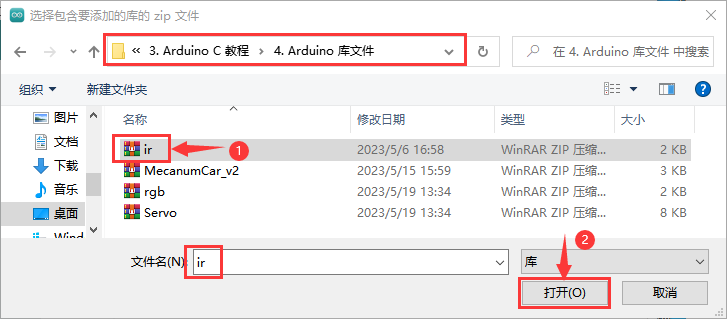 选择包含要添加的库的 zip 文件
« 3. Arduino C 教程 > 4. Arduino 库文件
在 4. Arduino 库文件 中搜索
组织 新建文件夹
图片
文档
下载
音乐
桌面
Wind
名称 修改日期 类型 大小
ir 2023/5/6 16:58 WinRAR ZIP 压缩... 2 KB
1
MecanumCar_v2 2023/5/15 15:59 WinRAR ZIP 压缩... 3 KB
rgb 2023/5/19 13:34 WinRAR ZIP 压缩... 2 KB
Servo 2023/5/19 13:34 WinRAR ZIP 压缩... 8 KB
2
文件名(N): ir 库
打开(O) 取消